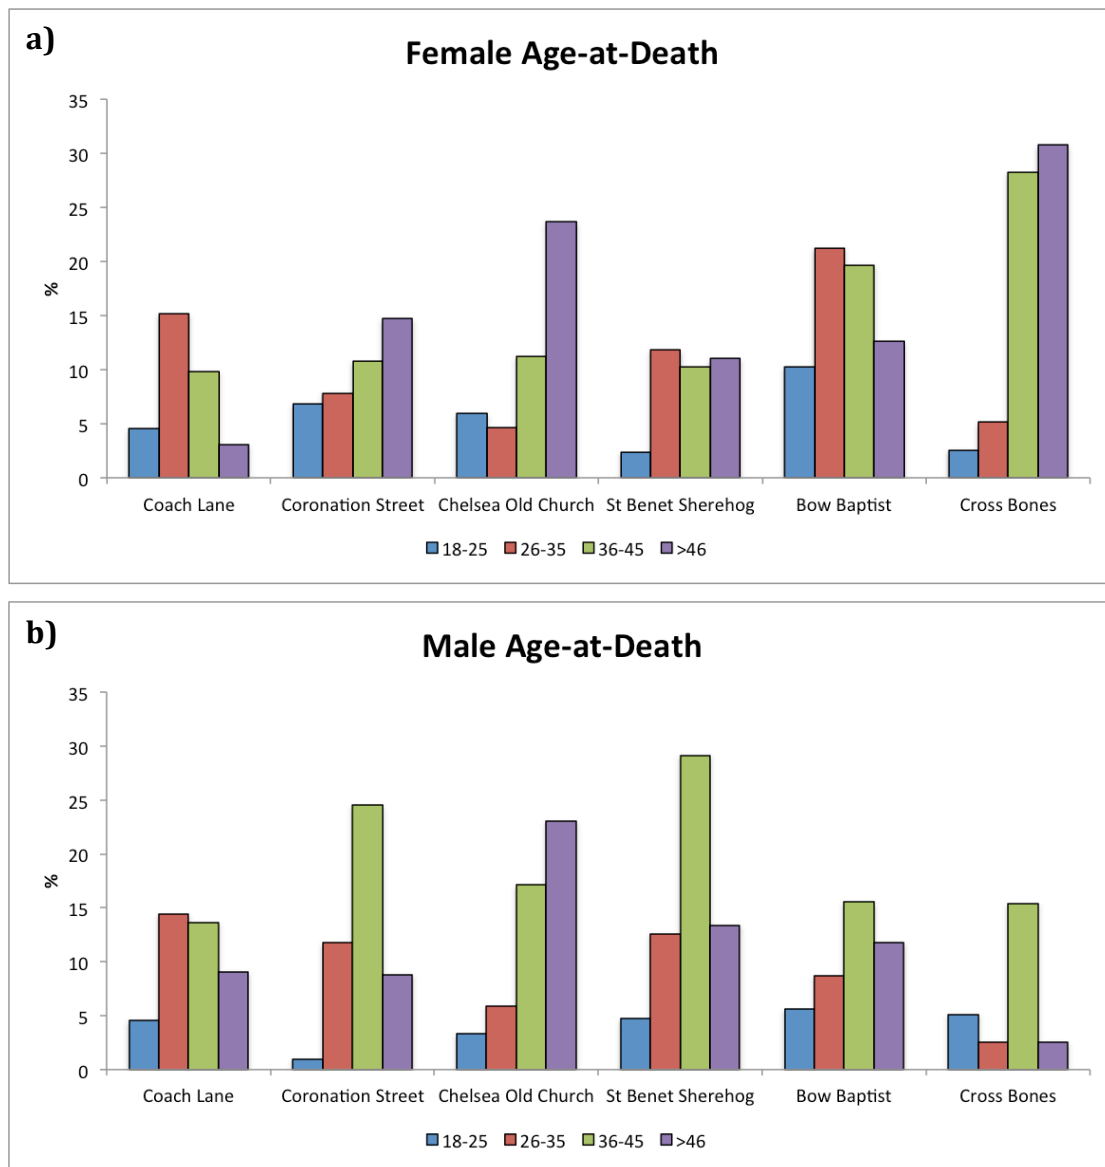 a)
Female Age-at-Death
35
30
25
20
15
10
5
0
%
Coach Lane Coronation Street Chelsea Old Church St Benet Sherehog Bow Baptist Cross Bones
18-25 26-35 36-45 >46
b)
Male Age-at-Death
35
30
25
20
15
10
5
0
%
Coach Lane Coronation Street Chelsea Old Church St Benet Sherehog Bow Baptist Cross Bones
18-25 26-35 36-45 >46